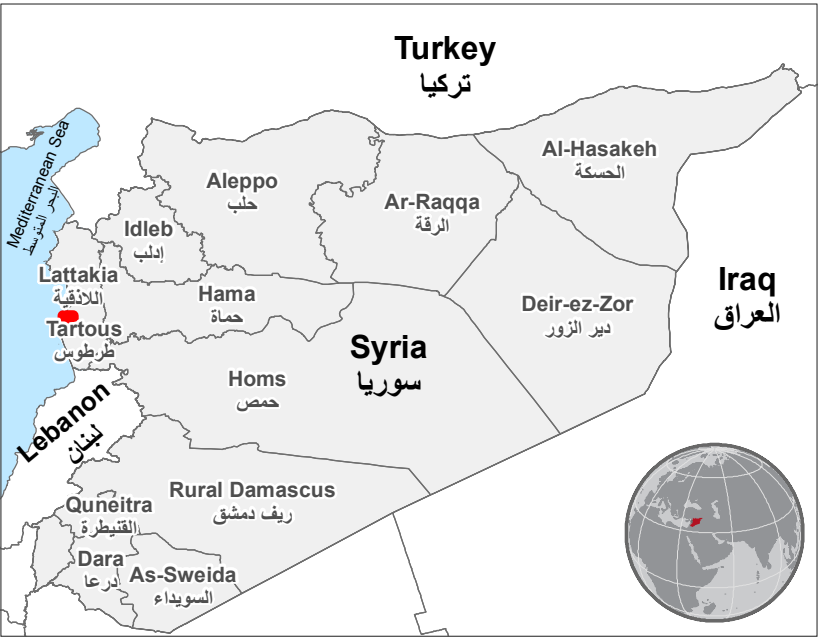 Turkey
تركيا
Mediterranean Sea
البحر المتوسط
Aleppo
حلب
Al-Hasakeh
الحسكة
Ar-Raqqa
الرقة
Idleb
إدلب
Lattakia
اللاذقية
Hama
حماة
Deir-ez-Zor
دير الزور
Iraq
العراق
Tartous
طرطوس
Syria
سوريا
Homs
حمص
Lebanon
لبنان
Rural Damascus
ريف دمشق
Quneitra
القنيطرة
Dara
درعا
As-Sweida
السويداء